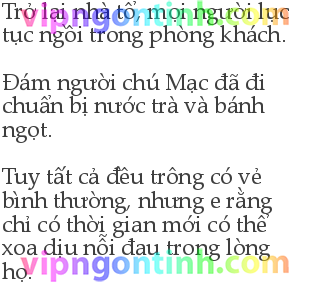 Trở lại nhà tổ, mọi người lục
tục ngồi trong phòng khách.
Đám người chú Mạc đã đi
chuẩn bị nước trà và bánh
ngọt.
Tuy tất cả đều trông có vẻ
bình thường, nhưng e rằng
chỉ có thời gian mới có thể
xoa dịu nỗi đau trong lòng
họ.
vipngontinh.com
vipngontinh.com
vipngontinh.com